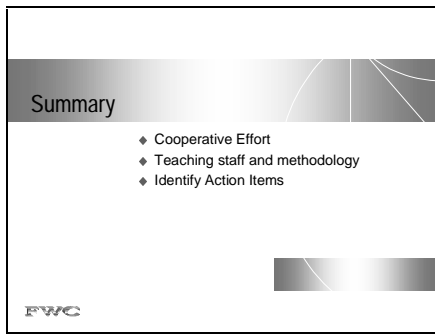 Summary
◆ Cooperative Effort
◆ Teaching staff and methodology
◆ Identify Action Items
FWC